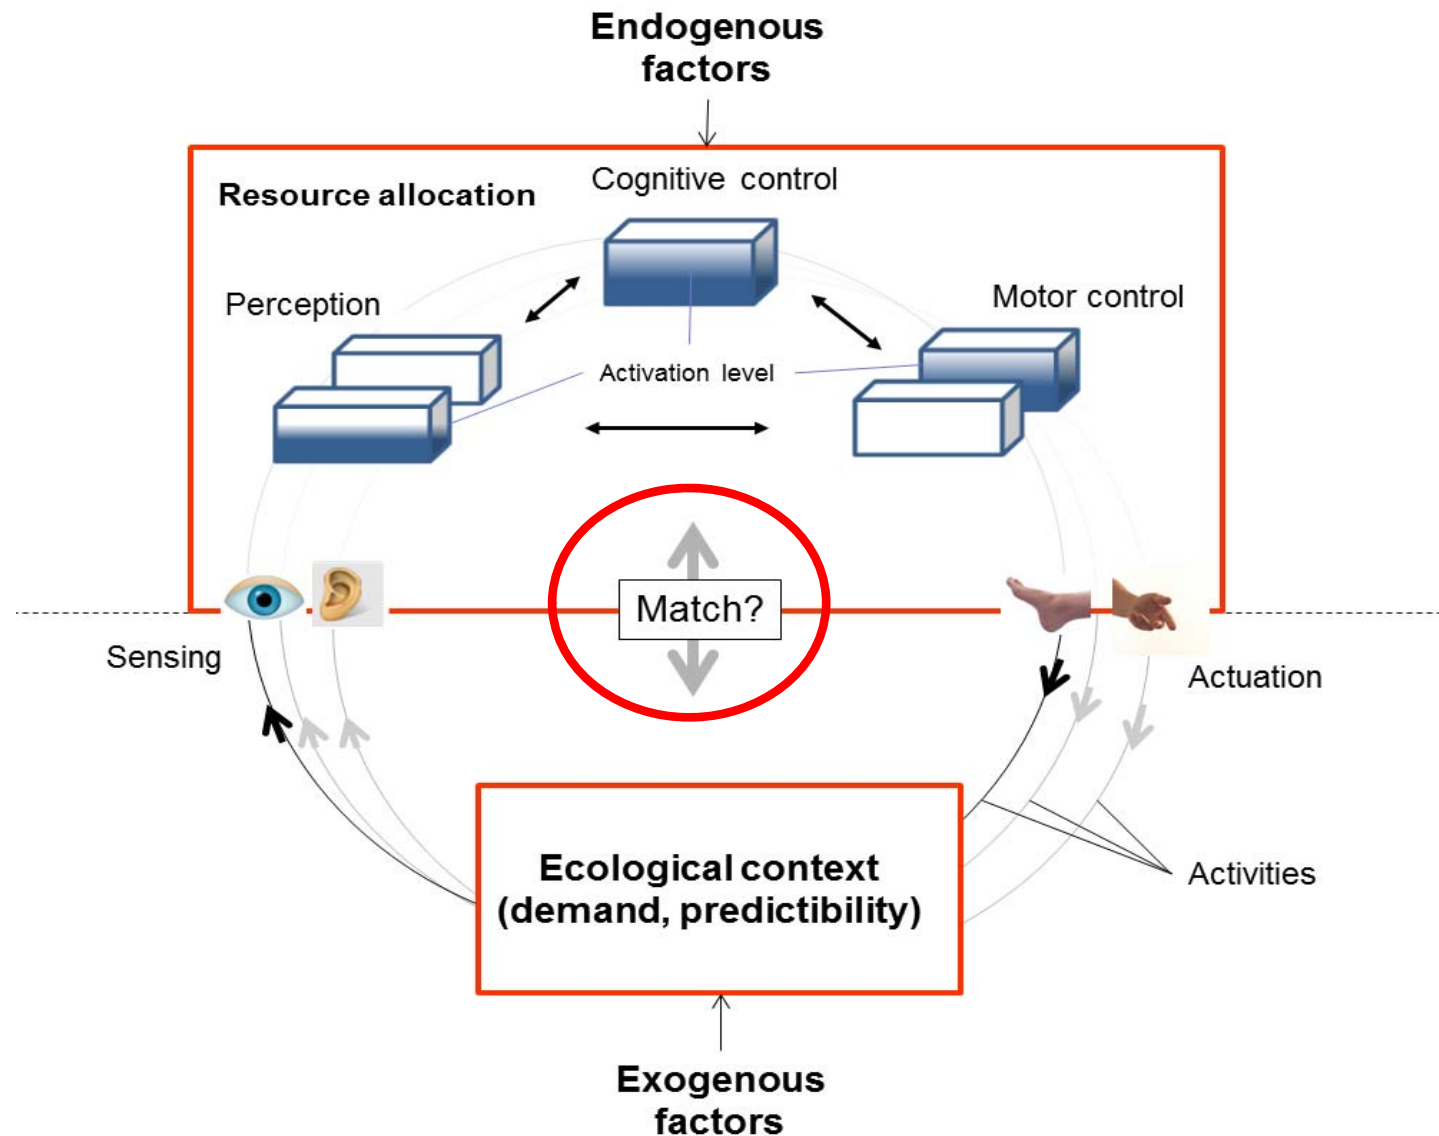 Endogenous
factors
Cognitive control
Resource allocation
Perception
Motor control
Activation level
Match?
Sensing
Actuation
Ecological context
(demand, predictibility)
Activities
Exogenous
factors